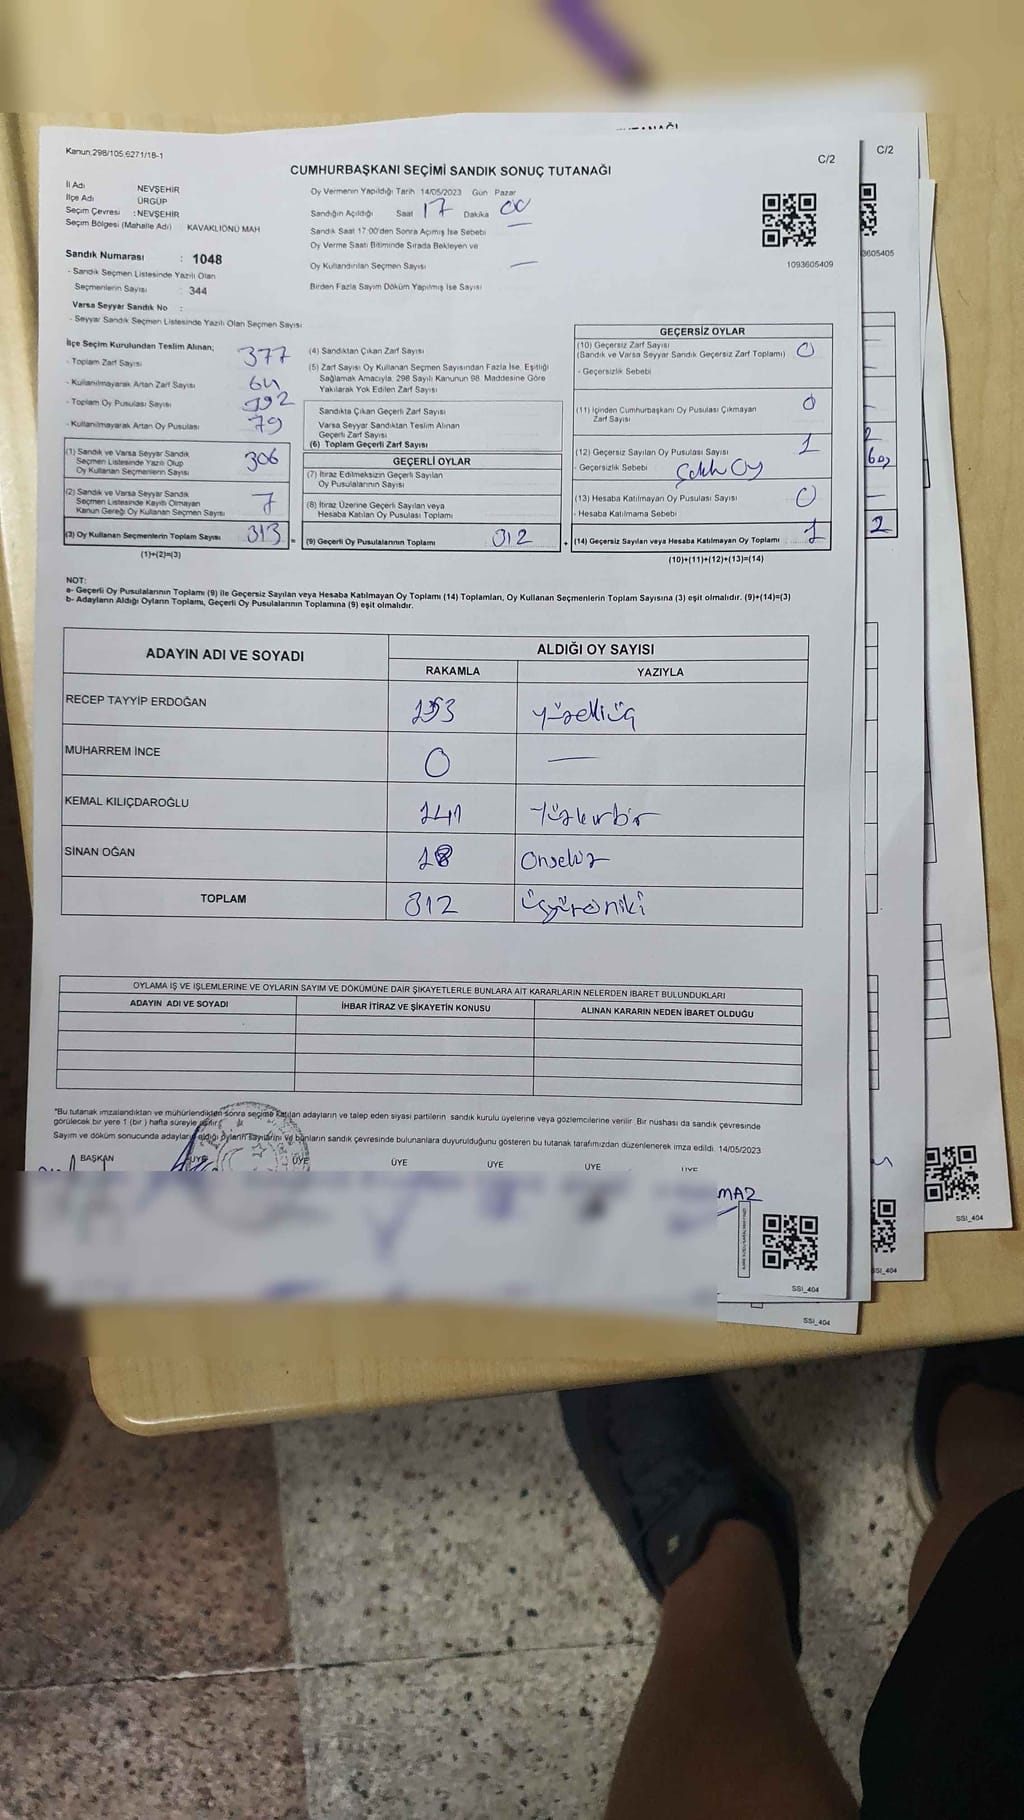 C/2
Kanun:298/105,6271/18-1
C/2
CUMHURBAŞKANI SEÇİMİ SANDIK SONUÇ TUTANAĞI
İl Adı NEVŞEHİR
İlçe Adı ÜRGÜP
Seçim Çevresi : NEVŞEHİR
Seçim Bölgesi (Mahalle Adı) KAVAKLIÖNÜ MAH
Oy Vermenin Yapıldığı Tarih 14/05/2023 Gün Pazar
Sandığın Açıldığı Saat 17 Dakika 00
Sandık Saat 17:00'den Sonra Açımış İse Sebebi —
Oy Verme Saati Bitiminde Sırada Bekleyen ve
Oy Kullandırılan Seçmen Sayısı —
Birden Fazla Sayım Döküm Yapılmış İse Sayısı
1093605409
3605405
Sandık Numarası : 1048
- Sandık Seçmen Listesinde Yazılı Olan
Seçmenlerin Sayısı : 344
Varsa Seyyar Sandık No :
- Seyyar Sandık Seçmen Listesinde Yazılı Olan Seçmen Sayısı:
İlçe Seçim Kurulundan Teslim Alınan;
- Toplam Zarf Sayısı 377
- Kullanılmayarak Artan Zarf Sayısı 64
- Toplam Oy Pusulası Sayısı 392
- Kullanılmayarak Artan Oy Pusulası 79
(1) Sandık ve Varsa Seyyar Sandık
Seçmen Listesinde Yazılı Olup
Oy Kullanan Seçmenlerin Sayısı 306
(2) Sandık ve Varsa Seyyar Sandık
Seçmen Listesinde Kayıtlı Olmayan
Kanun Gereği Oy Kullanan Seçmen Sayısı 7
(3) Oy Kullanan Seçmenlerin Toplam Sayısı 313
(1)+(2)=(3)
(4) Sandıktan Çıkan Zarf Sayısı
(5) Zarf Sayısı Oy Kullanan Seçmen Sayısından Fazla İse, Eşitliği
Sağlamak Amacıyla, 298 Sayılı Kanunun 98. Maddesine Göre
Yakılarak Yok Edilen Zarf Sayısı
Sandıkta Çıkan Geçerli Zarf Sayısı
Varsa Seyyar Sandıktan Teslim Alınan
Geçerli Zarf Sayısı
(6) Toplam Geçerli Zarf Sayısı
GEÇERLİ OYLAR
(7) İtiraz Edilmeksizin Geçerli Sayılan
Oy Pusulalarının Sayısı
(8) İtiraz Üzerine Geçerli Sayılan veya
Hesaba Katılan Oy Pusulası Toplamı
= (9) Geçerli Oy Pusulalarının Toplamı 312 +
GEÇERSİZ OYLAR
(10) Geçersiz Zarf Sayısı 0
(Sandık ve Varsa Seyyar Sandık Geçersiz Zarf Toplamı)
- Geçersizlik Sebebi
(11) İçinden Cumhurbaşkanı Oy Pusulası Çıkmayan 0
Zarf Sayısı
(12) Geçersiz Sayılan Oy Pusulası Sayısı 1
- Geçersizlik Sebebi Oy
(13) Hesaba Katılmayan Oy Pusulası Sayısı 0
- Hesaba Katılmama Sebebi
(14) Geçersiz Sayılan veya Hesaba Katılmayan Oy Toplamı 1
(10)+(11)+(12)+(13)=(14)
NOT:
a- Geçerli Oy Pusulalarının Toplamı (9) ile Geçersiz Sayılan veya Hesaba Katılmayan Oy Toplamı (14) Toplamları, Oy Kullanan Seçmenlerin Toplam Sayısına (3) eşit olmalıdır. (9)+(14)=(3)
b- Adayların Aldığı Oyların Toplamı, Geçerli Oy Pusulalarının Toplamına (9) eşit olmalıdır.
ADAYIN ADI VE SOYADI ALDIĞI OY SAYISI
RAKAMLA YAZIYLA
RECEP TAYYİP ERDOĞAN 153 yüzelliüç
MUHARREM İNCE 0 —
KEMAL KILIÇDAROĞLU 141 Yüzkırkbir
SİNAN OĞAN 18 Onsekiz
TOPLAM 312 üçyüzoniki
OYLAMA İŞ VE İŞLEMLERİNE VE OYLARIN SAYIM VE DÖKÜMÜNE DAİR ŞİKAYETLERLE BUNLARA AİT KARARLARIN NELERDEN İBARET BULUNDUKLARI
ADAYIN ADI VE SOYADI İHBAR İTİRAZ VE ŞİKAYETİN KONUSU ALINAN KARARIN NEDEN İBARET OLDUĞU
*Bu tutanak imzalandıktan ve mühürlendikten sonra seçime katılan adayların ve talep eden siyasi partilerin sandık kurulu üyelerine veya gözlemcilerine verilir. Bir nüshası da sandık çevresinde
görülecek bir yere 1 (bir ) hafta süreyle asılır.
Sayım ve döküm sonucunda adayların aldığı oyların sayılarını ve bunların sandık çevresinde bulunanlara duyurulduğunu gösteren bu tutanak tarafımızdan düzenlenerek imza edildi. 14/05/2023
BAŞKAN ÜYE ÜYE ÜYE ÜYE ÜYE ÜYE
MAZ
SSİ_404
SSİ_404
SSİ_404
SSİ_404